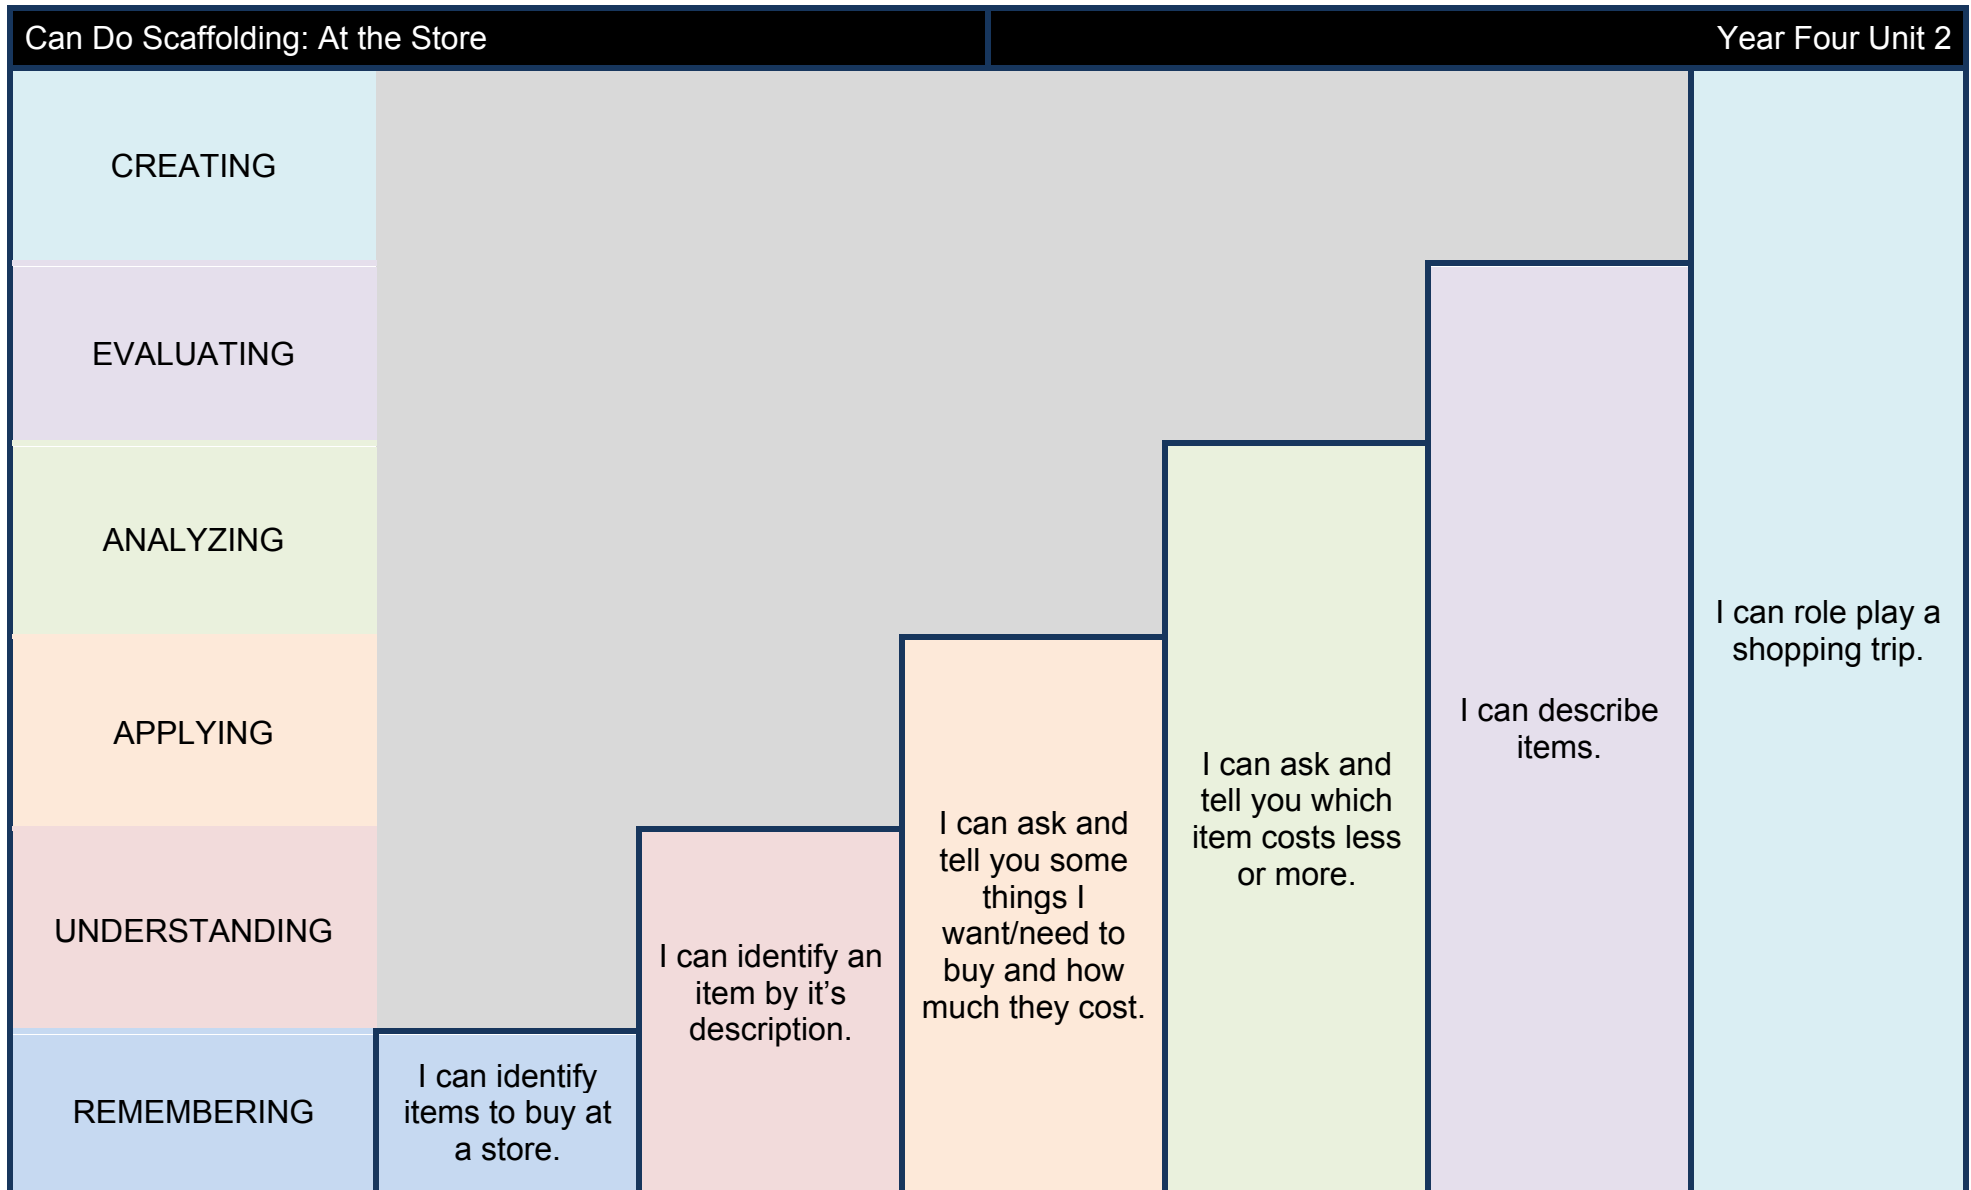 Can Do Scaffolding: At the Store
Year Four Unit 2
CREATING
EVALUATING
ANALYZING
APPLYING
UNDERSTANDING
REMEMBERING
I can identify
items to buy at
a store.
I can identify an
item by it’s
description.
I can ask and
tell you some
things I
want/need to
buy and how
much they cost.
I can ask and
tell you which
item costs less
or more.
I can describe
items.
I can role play a
shopping trip.